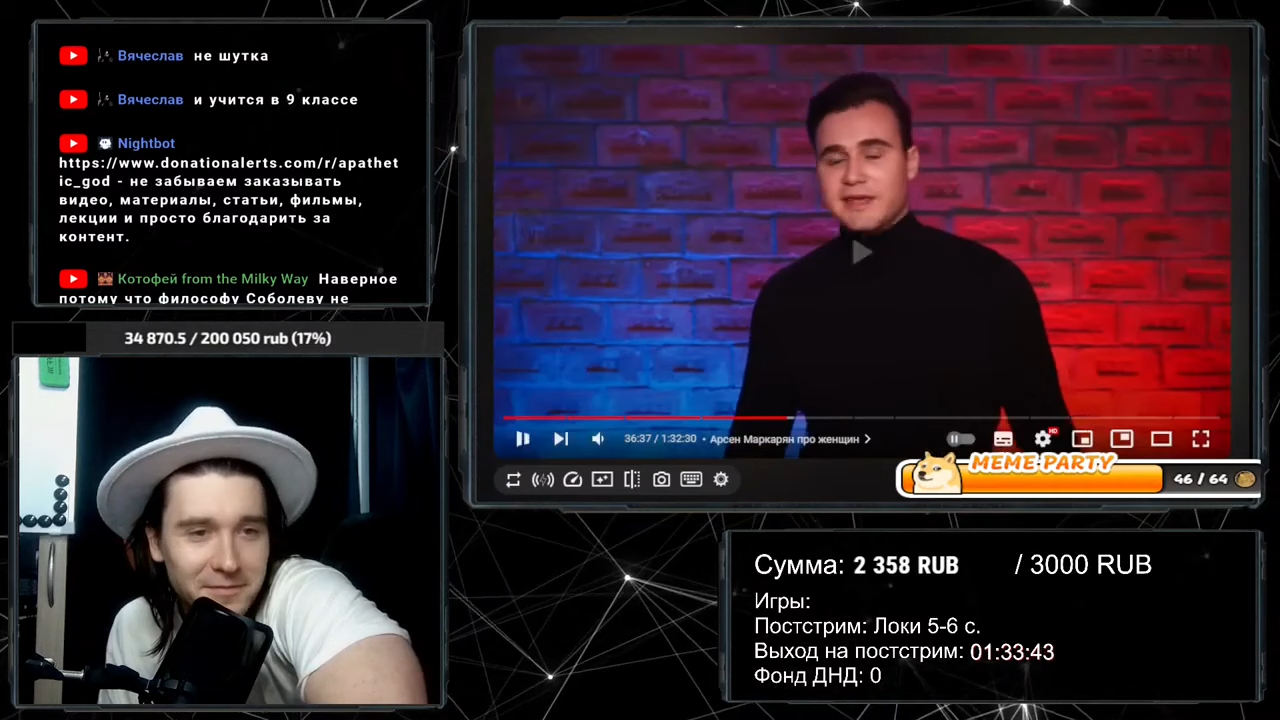 Вячеслав не шутка
Вячеслав и учится в 9 классе
Nightbot
https://www.donationalerts.com/r/apathet
ic_god - не забываем заказывать
видео, материалы, статьи, фильмы,
лекции и просто благодарить за
контент.
Котофей from the Milky Way Наверное
потому что философу Соболеву не
34 870.5 / 200 050 rub (17%)
36:37 / 1:32:30 • Арсен Маркарян про женщин
HD
MEME PARTY
46 / 64
Сумма: 2 358 RUB / 3000 RUB
Игры:
Постстрим: Локи 5-6 с.
Выход на постстрим: 01:33:43
Фонд ДНД: 0